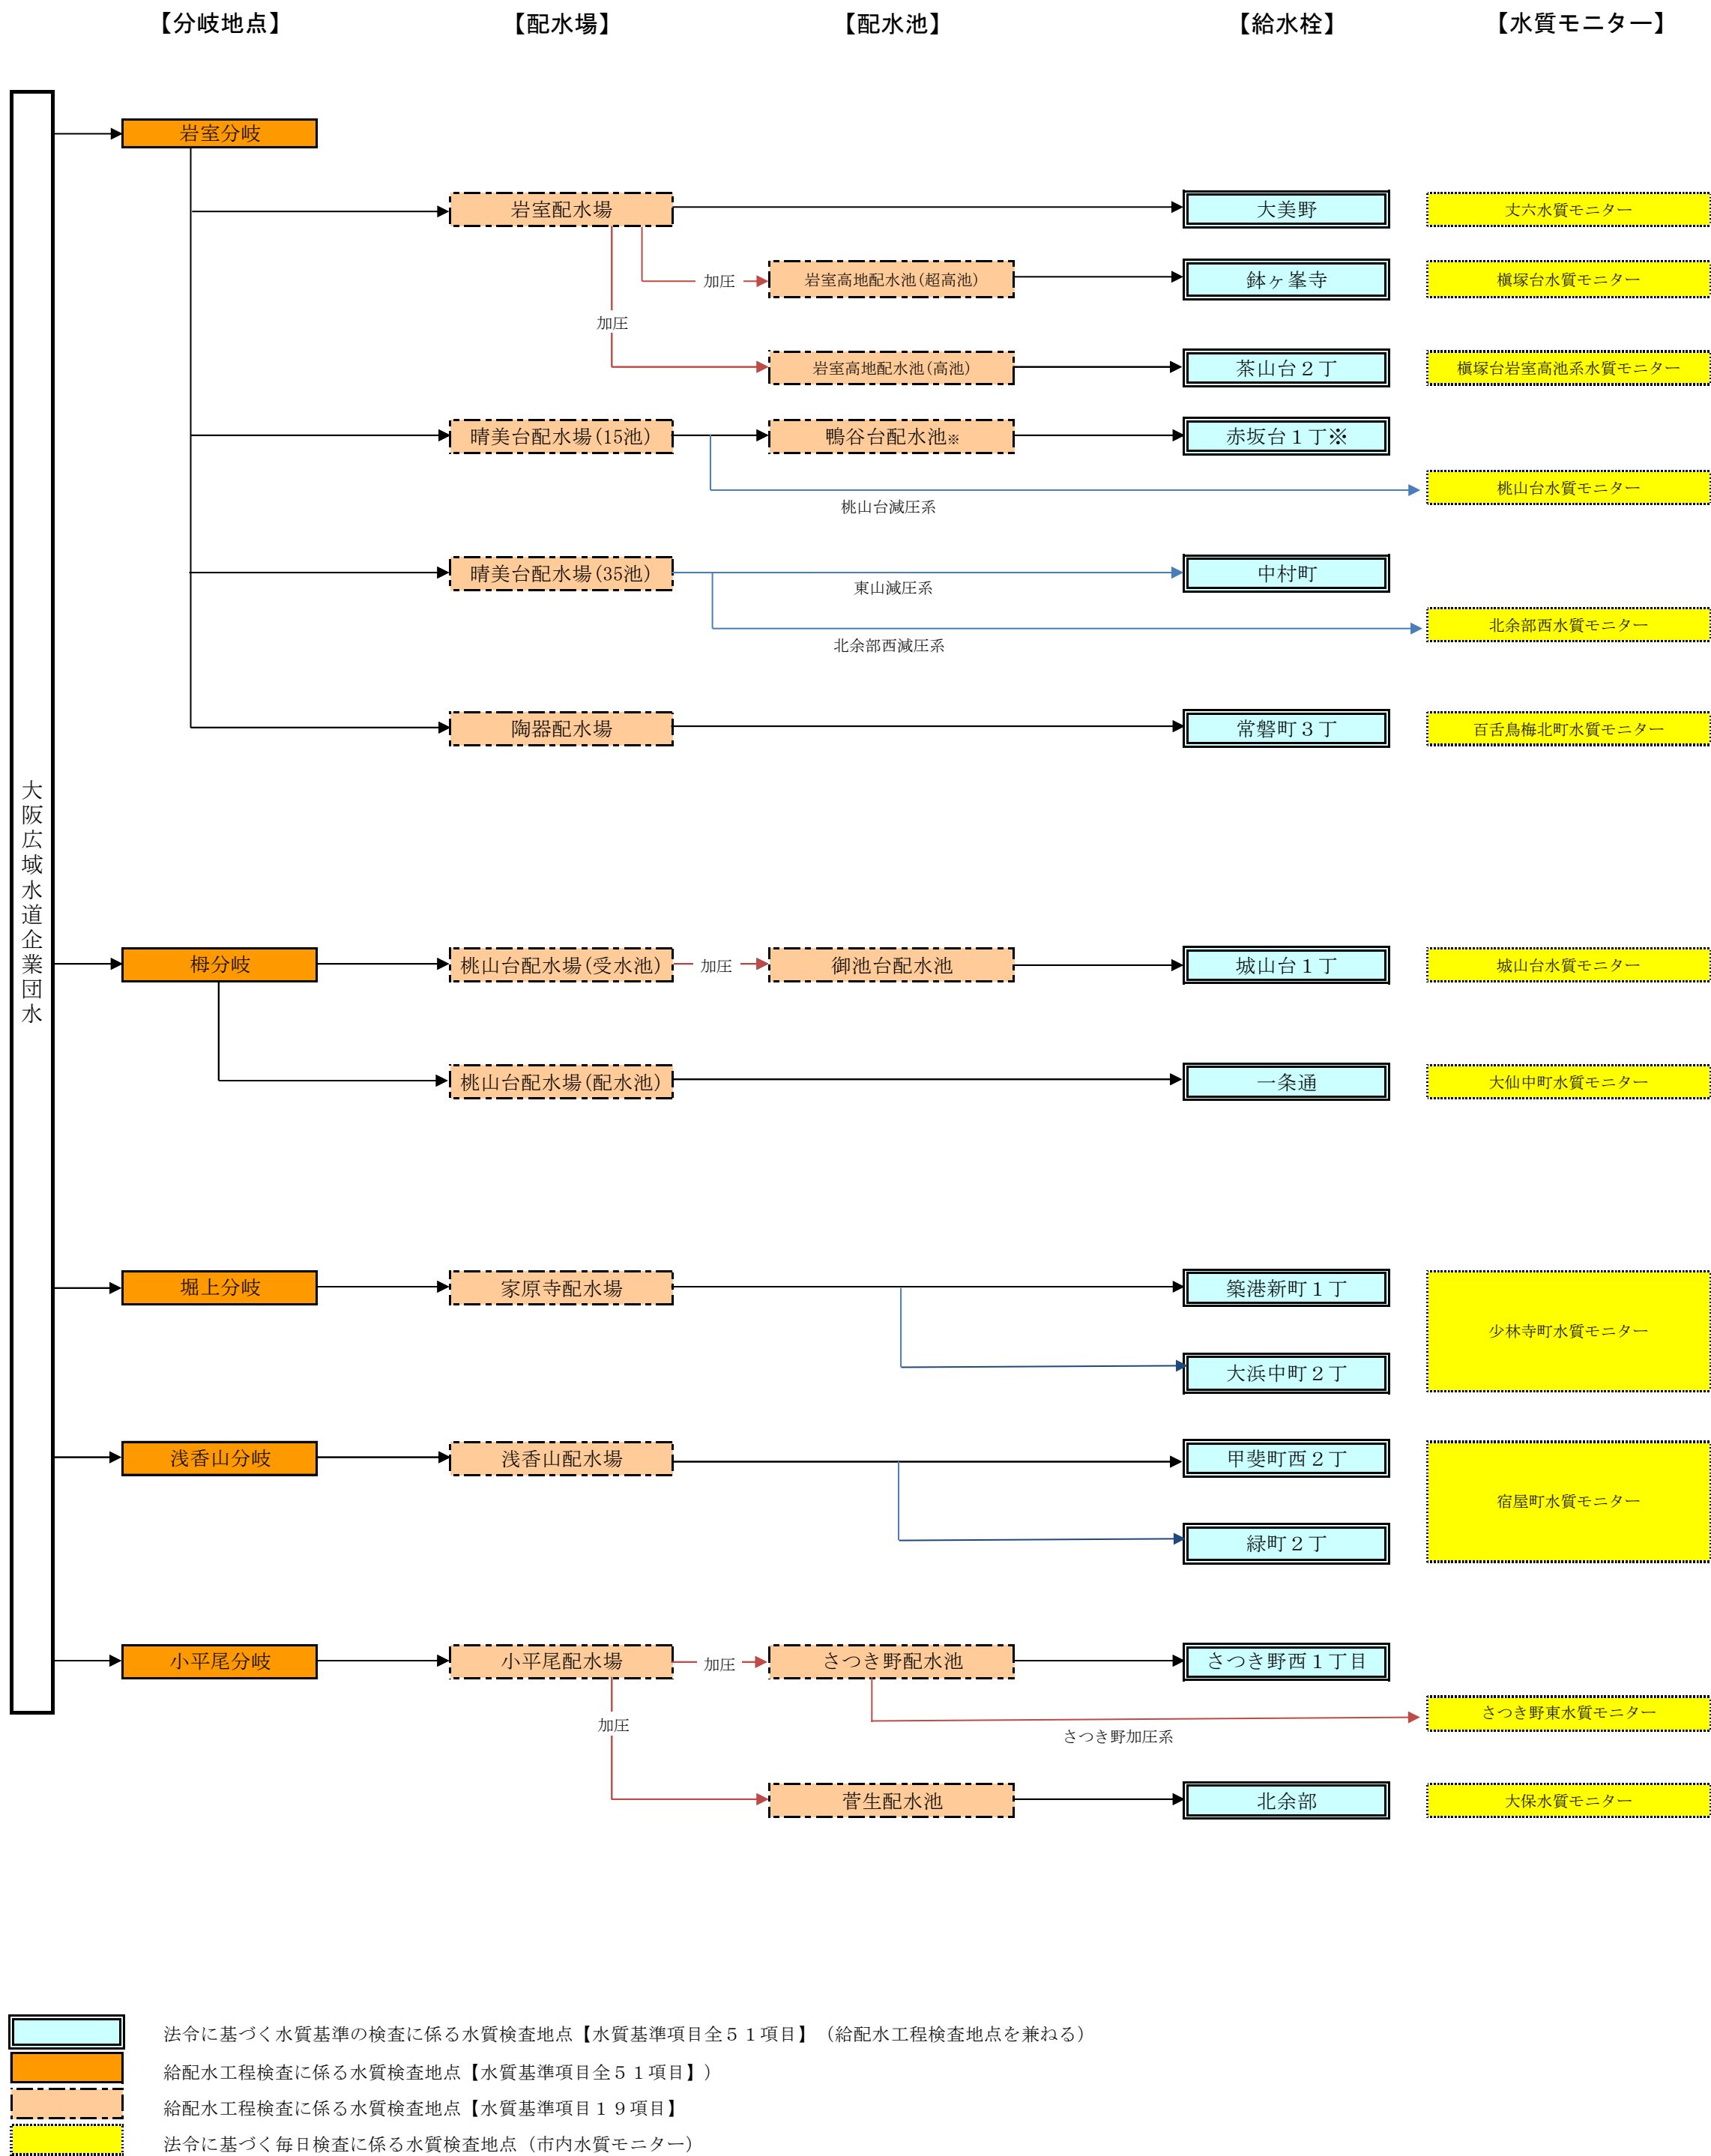 【分岐地点】 【配水場】 【配水池】 【給水栓】 【水質モニター】
大阪広域水道企業団水
岩室分岐
岩室配水場 大美野 丈六水質モニター
加圧 岩室高地配水池(超高池) 鉢ヶ峯寺 槇塚台水質モニター
加圧
岩室高地配水池(高池) 茶山台２丁 槇塚台岩室高池系水質モニター
晴美台配水場(15池) 鴨谷台配水池※ 赤坂台１丁※
桃山台水質モニター
桃山台減圧系
晴美台配水場(35池) 中村町
東山減圧系
北余部西水質モニター
北余部西減圧系
陶器配水場 常磐町３丁 百舌鳥梅北町水質モニター
栂分岐 桃山台配水場(受水池) 加圧 御池台配水池 城山台１丁 城山台水質モニター
桃山台配水場(配水池) 一条通 大仙中町水質モニター
堀上分岐 家原寺配水場 築港新町１丁
少林寺町水質モニター
大浜中町２丁
浅香山分岐 浅香山配水場 甲斐町西２丁
宿屋町水質モニター
緑町２丁
小平尾分岐 小平尾配水場 加圧 さつき野配水池 さつき野西１丁目
さつき野東水質モニター
加圧
さつき野加圧系
菅生配水池 北余部 大保水質モニター
法令に基づく水質基準の検査に係る水質検査地点【水質基準項目全５１項目】（給配水工程検査地点を兼ねる）
給配水工程検査に係る水質検査地点【水質基準項目全５１項目】）
給配水工程検査に係る水質検査地点【水質基準項目１９項目】
法令に基づく毎日検査に係る水質検査地点（市内水質モニター）